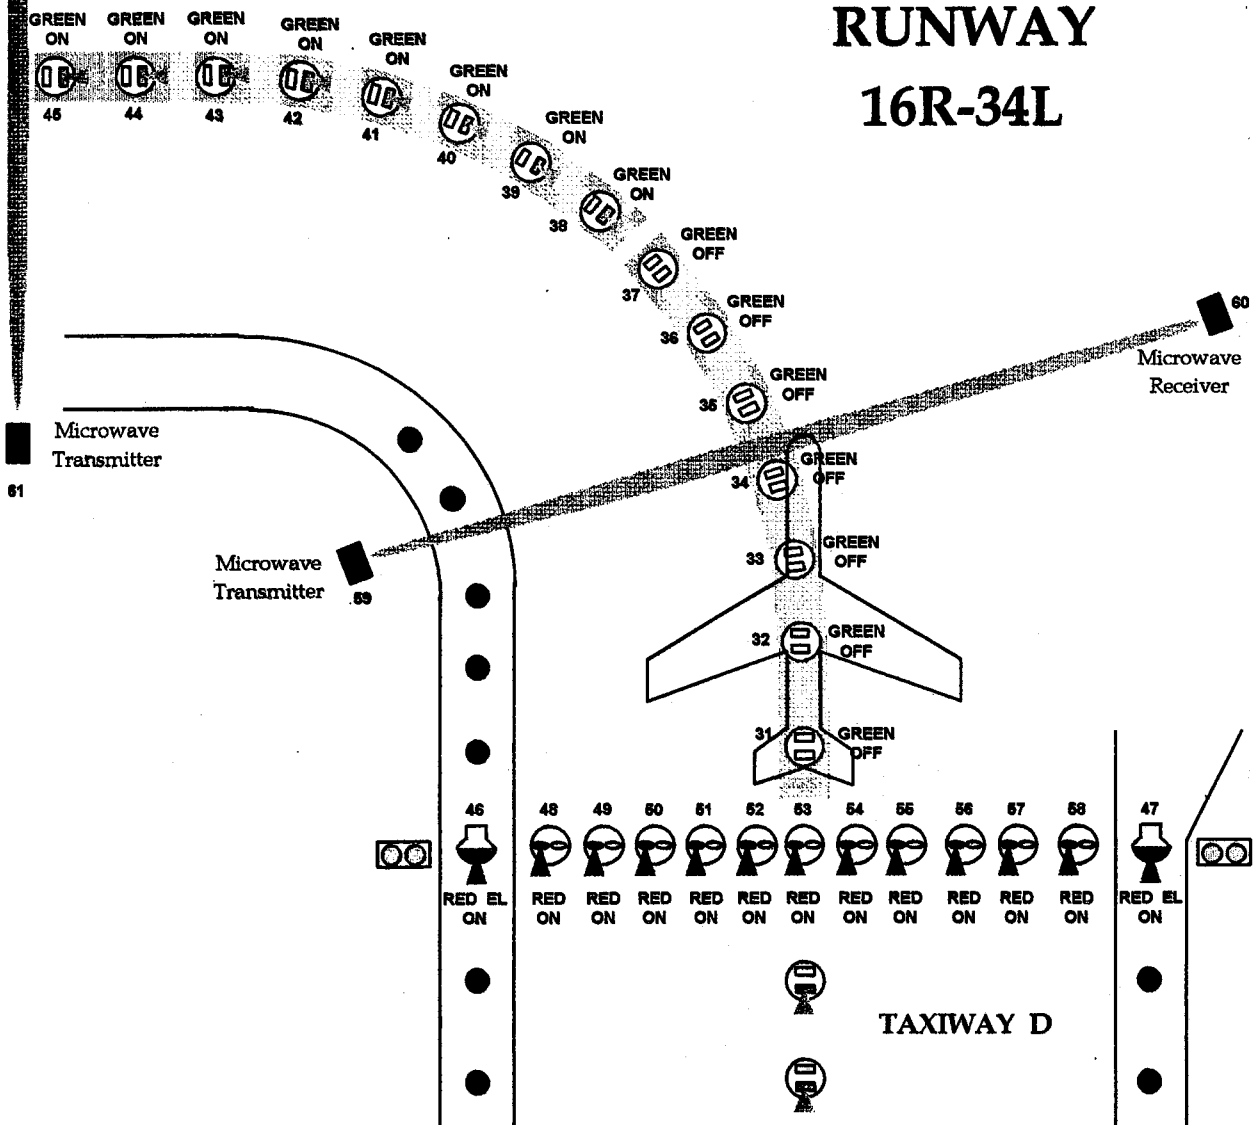 RUNWAY
16R-34L
GREEN
ON
GREEN
ON
GREEN
ON
GREEN
ON
GREEN
ON
GREEN
ON
GREEN
ON
GREEN
ON
45
44
43
42
41
40
39
38
GREEN
OFF
37
GREEN
OFF
36
60
Microwave
Receiver
GREEN
OFF
35
Microwave
Transmitter
61
GREEN
OFF
34
GREEN
OFF
33
Microwave
Transmitter
59
GREEN
OFF
32
GREEN
OFF
31
46 48 49 50 51 52 53 54 55 56 57 58 47
RED EL RED RED RED RED RED RED RED RED RED RED RED RED EL
ON ON ON ON ON ON ON ON ON ON ON ON ON
TAXIWAY D